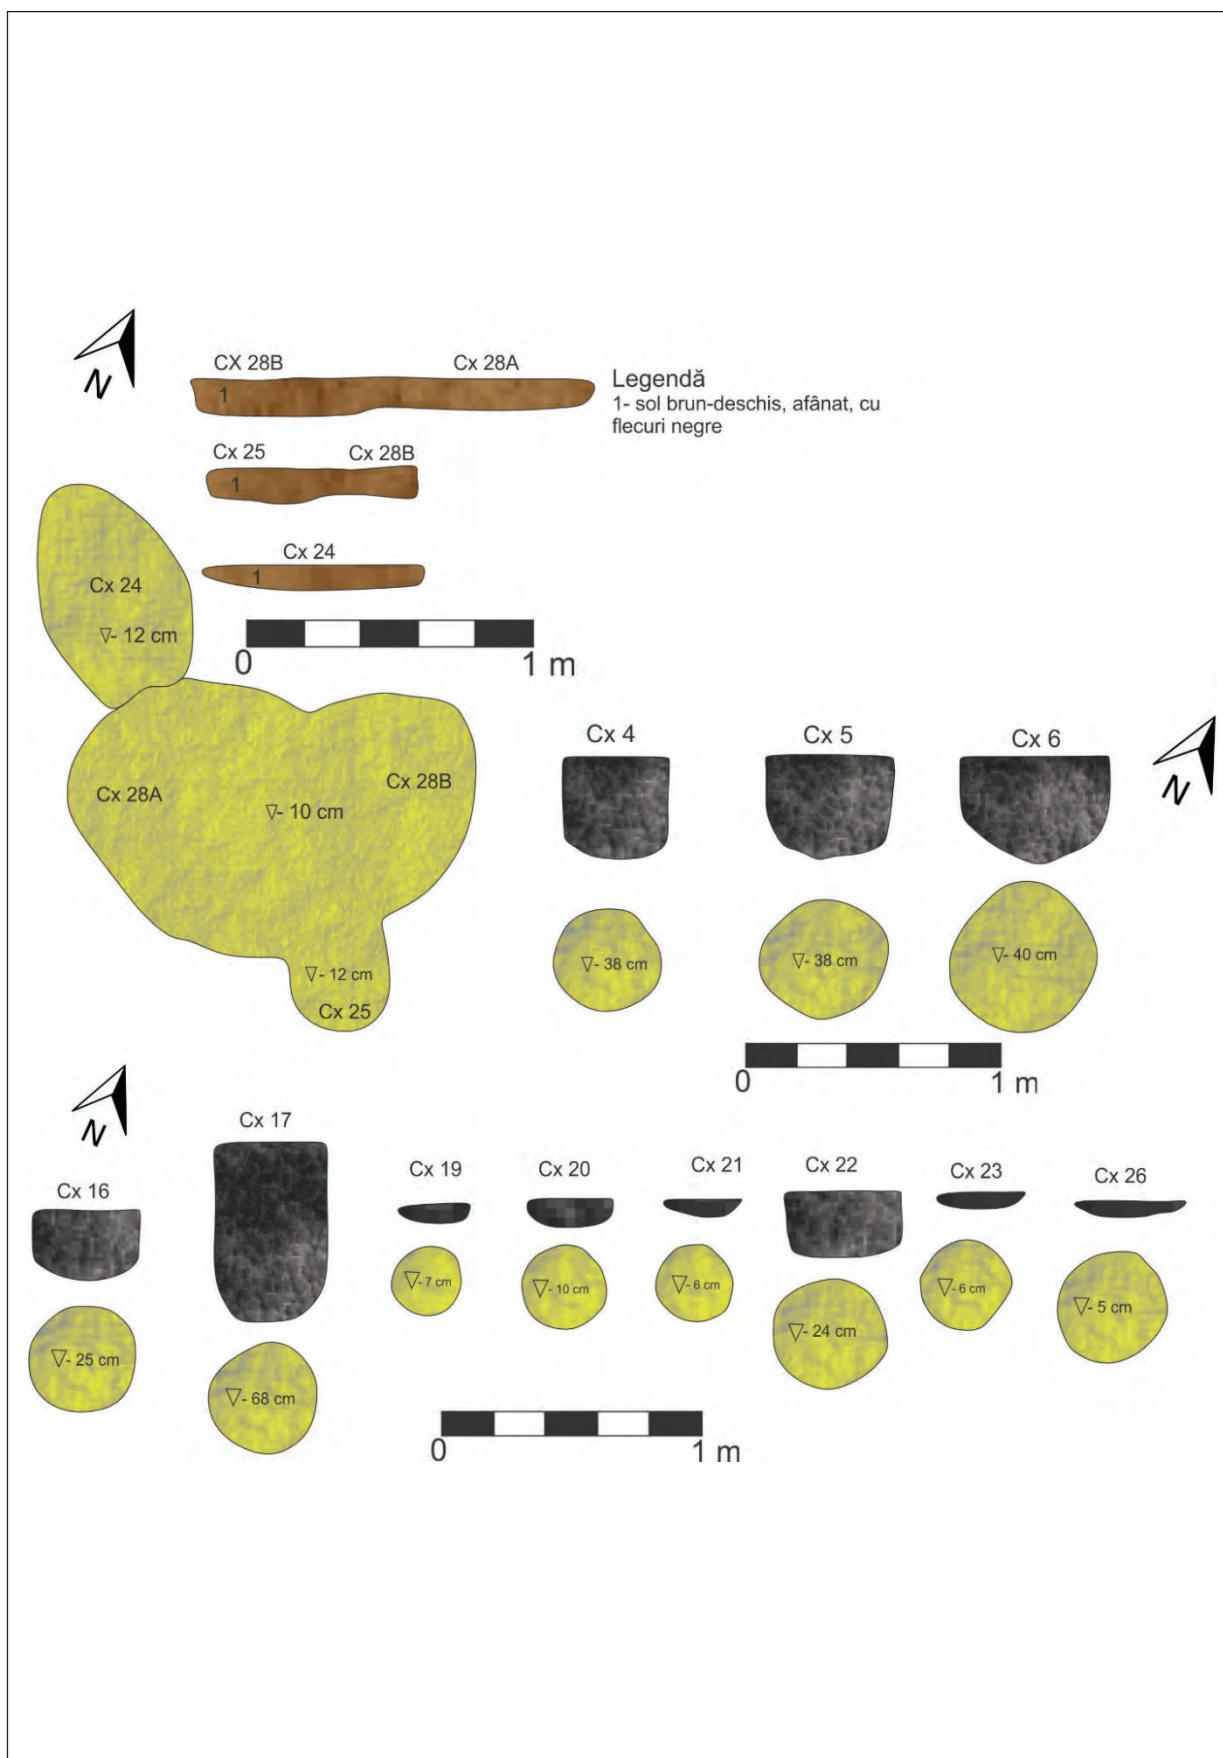 N
CX 28B
Cx 28A
1
Legendă
1- sol brun-deschis, afânat, cu
flecuri negre
Cx 25
Cx 28B
1
Cx 24
1
Cx 24
- 12 cm
0
1 m
Cx 28A
Cx 28B
- 10 cm
- 12 cm
Cx 25
Cx 4
Cx 5
Cx 6
N
- 38 cm
- 38 cm
- 40 cm
0
1 m
N
Cx 16
Cx 17
Cx 19
Cx 20
Cx 21
Cx 22
Cx 23
Cx 26
- 25 cm
- 68 cm
- 7 cm
- 10 cm
- 6 cm
- 24 cm
- 6 cm
- 5 cm
0
1 m